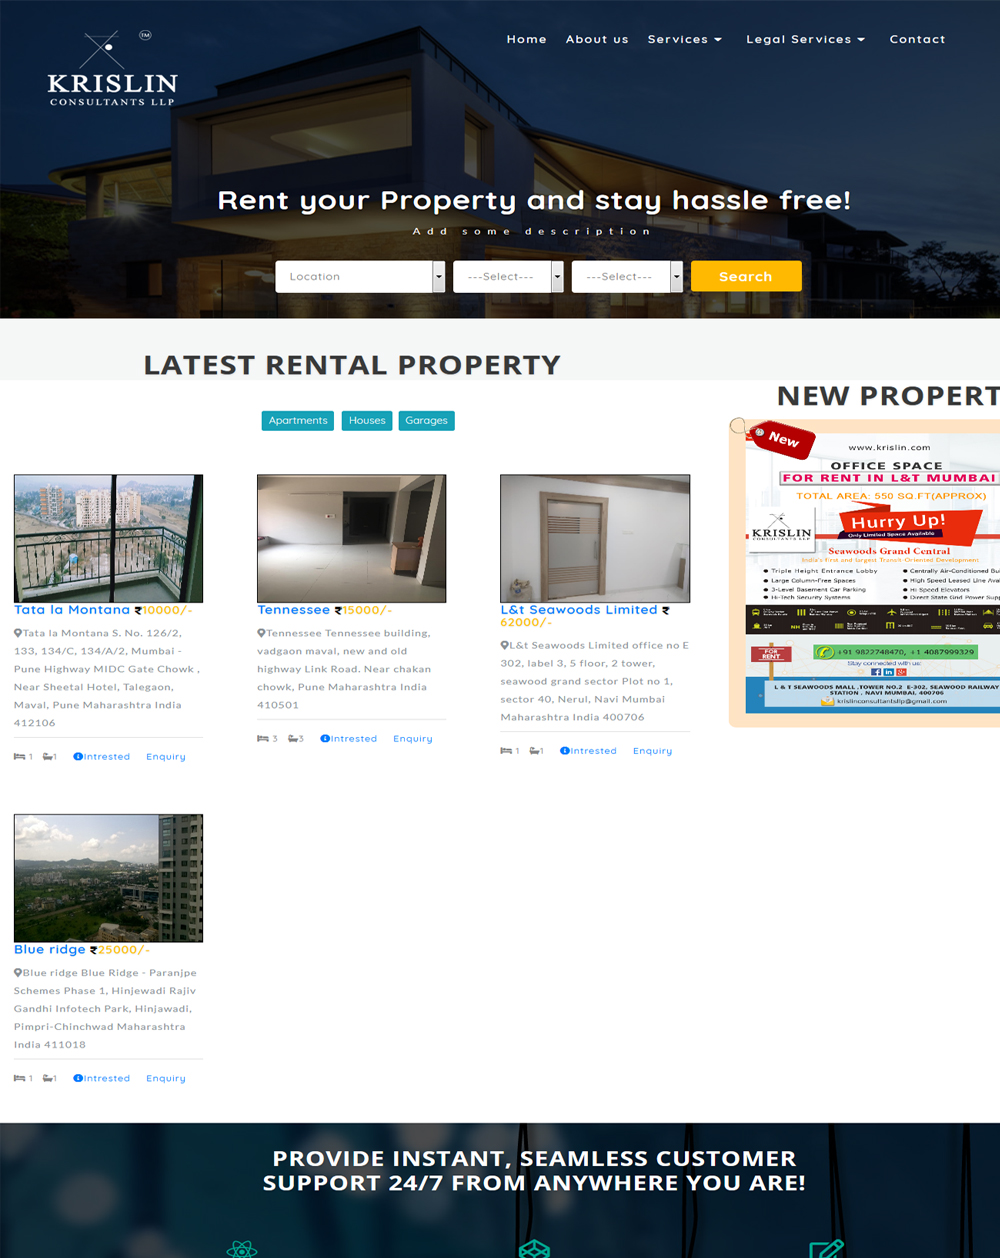 TM
KRISLIN
CONSULTANTS LLP
Home About us Services Legal Services Contact
Rent your Property and stay hassle free!
Add some description
Location ---Select--- ---Select--- Search
LATEST RENTAL PROPERTY
Apartments Houses Garages
Tata la Montana ₹10000/-
Tata la Montana S. No. 126/2,
133, 134/C, 134/A/2, Mumbai -
Pune Highway MIDC Gate Chowk ,
Near Sheetal Hotel, Talegaon,
Maval, Pune Maharashtra India
412106
1 1 Intrested Enquiry
Tennessee ₹15000/-
Tennessee Tennessee building,
vadgaon maval, new and old
highway Link Road. Near chakan
chowk, Pune Maharashtra India
410501
3 3 Intrested Enquiry
L&t Seawoods Limited ₹
62000/-
L&t Seawoods Limited office no E
302, label 3, 5 floor, 2 tower,
seawood grand sector Plot no 1,
sector 40, Nerul, Navi Mumbai
Maharashtra India 400706
1 1 Intrested Enquiry
Blue ridge ₹25000/-
Blue ridge Blue Ridge - Paranjpe
Schemes Phase 1, Hinjewadi Rajiv
Gandhi Infotech Park, Hinjawadi,
Pimpri-Chinchwad Maharashtra
India 411018
1 1 Intrested Enquiry
NEW PROPERT
New
www.krislin.com
OFFICE SPACE
FOR RENT IN L&T MUMBAI
TOTAL AREA: 550 SQ.FT(APPROX)
KRISLIN
CONSULTANTS LLP
Hurry Up!
Only Limited Space Available
Seawoods Grand Central
India's First and largest Transit-Oriented Development
Triple Height Entrance Lobby
Large Column-Free Spaces
3-Level Basement Car Parking
Hi-Tech Security Systems
Centrally Air-Conditioned Bu
High Speed Leased Line Ava
Hi Speed Elevators
Direct State Grid Power Supp
FOR
RENT
+91 9822748470, +1 4087999329
Stay connected with us:
L & T SEAWOODS MALL ,TOWER NO.2 E-302, SEAWOOD RAILWAY
STATION , NAVI MUMBAI, 400706
krislinconsultantsllp@gmail.com
PROVIDE INSTANT, SEAMLESS CUSTOMER
SUPPORT 24/7 FROM ANYWHERE YOU ARE!